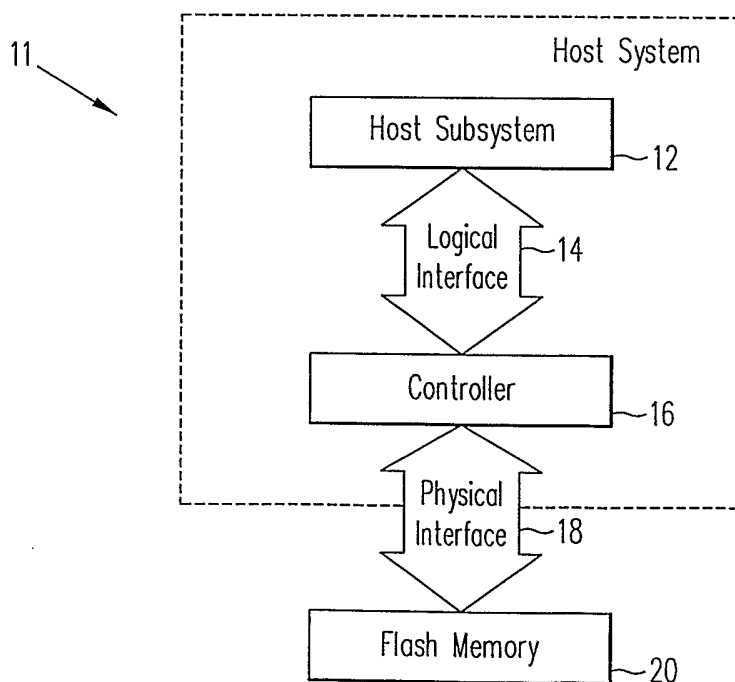 11
Host System
Host Subsystem
12
Logical
Interface
14
Controller
16
Physical
Interface
18
Flash Memory
20